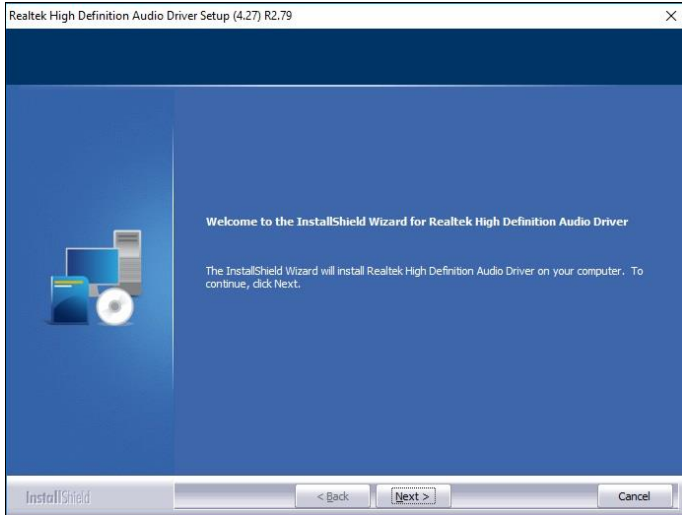 Realtek High Definition Audio Driver Setup (4.27) R2.79
Welcome to the InstallShield Wizard for Realtek High Definition Audio Driver
The InstallShield Wizard will install Realtek High Definition Audio Driver on your computer. To
continue, click Next.
InstallShield
< Back
Next >
Cancel